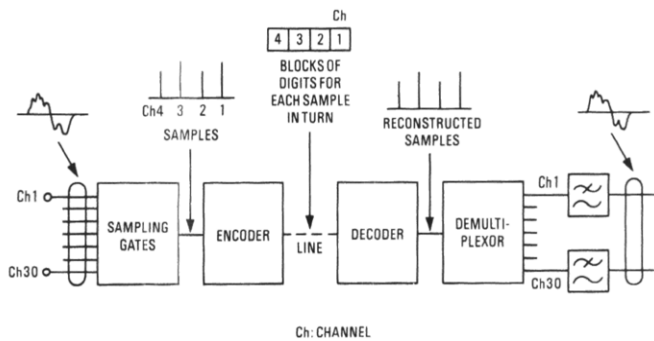 Ch
4 3 2 1
BLOCKS OF
DIGITS FOR
EACH SAMPLE
IN TURN
Ch4 3 2 1
SAMPLES
RECONSTRUCTED
SAMPLES
Ch1
Ch30
SAMPLING
GATES
ENCODER
LINE
DECODER
DEMULTI-
PLEXOR
Ch1
Ch30
Ch: CHANNEL